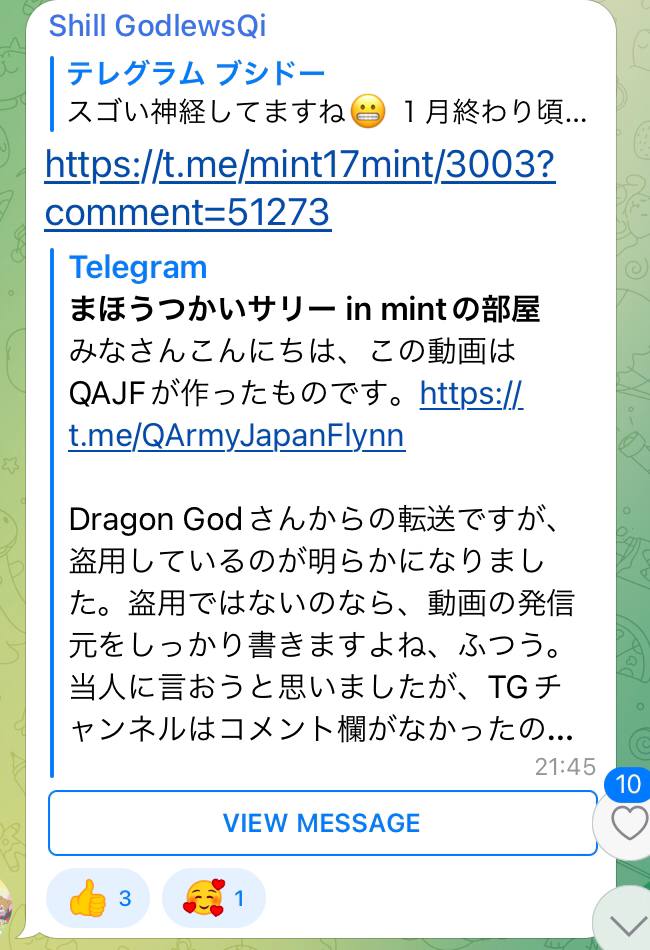 Shill GodlewsQi
テレグラム ブシドー
スゴい神経してますね😬 １月終わり頃...
https://t.me/mint17mint/3003?
comment=51273
Telegram
まほうつかいサリー in mintの部屋
みなさんこんにちは、この動画は
QAJFが作ったものです。https://
t.me/QArmyJapanFlynn
Dragon Godさんからの転送ですが、
盗用しているのが明らかになりまし
た。盗用ではないのなら、動画の発信
元をしっかり書きますよね、ふつう。
当人に言おうと思いましたが、TGチ
ャンネルはコメント欄がなかったの...
21:45
10
VIEW MESSAGE
👍 3 🥰 1